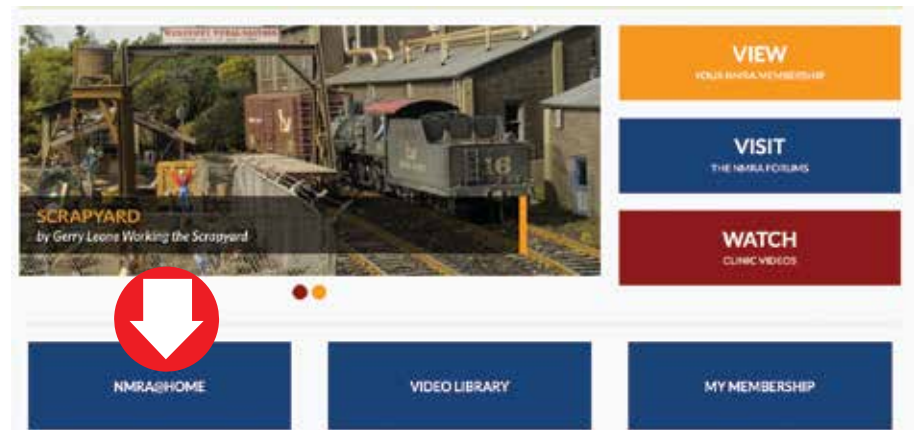 SCRAPYARD
by Gerry Leone Working the Scrapyard
16
VIEW
YOUR NMRA MEMBERSHIP
VISIT
THE NMRA FORUMS
WATCH
CLINIC VIDEOS
NMRA@HOME
VIDEO LIBRARY
MY MEMBERSHIP